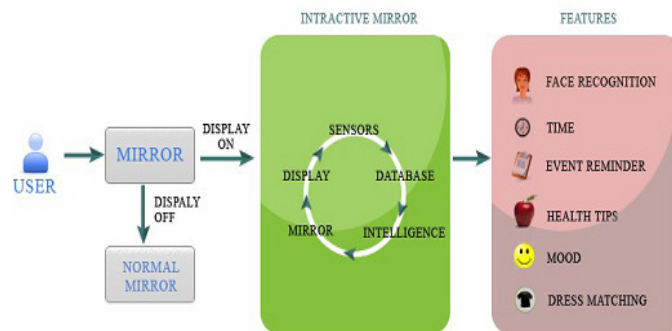 INTRACTIVE MIRROR
FEATURES
USER
MIRROR
DISPLAY
ON
DISPALY
OFF
NORMAL
MIRROR
SENSORS
DATABASE
INTELLIGENCE
MIRROR
DISPLAY
FACE RECOGNITION
TIME
EVENT REMINDER
HEALTH TIPS
MOOD
DRESS MATCHING